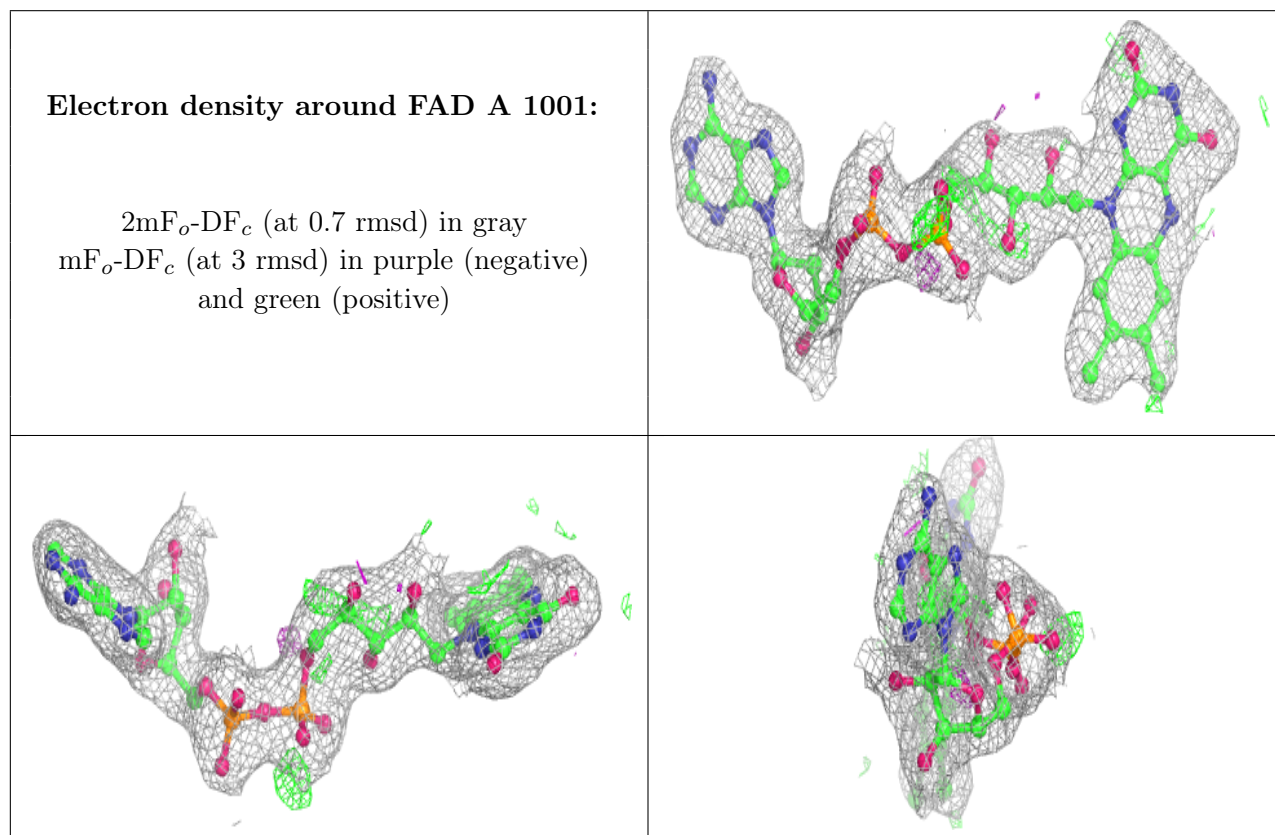 Electron density around FAD A 1001:
2mFₒ-DF𝒸 (at 0.7 rmsd) in gray
mFₒ-DF𝒸 (at 3 rmsd) in purple (negative)
and green (positive)